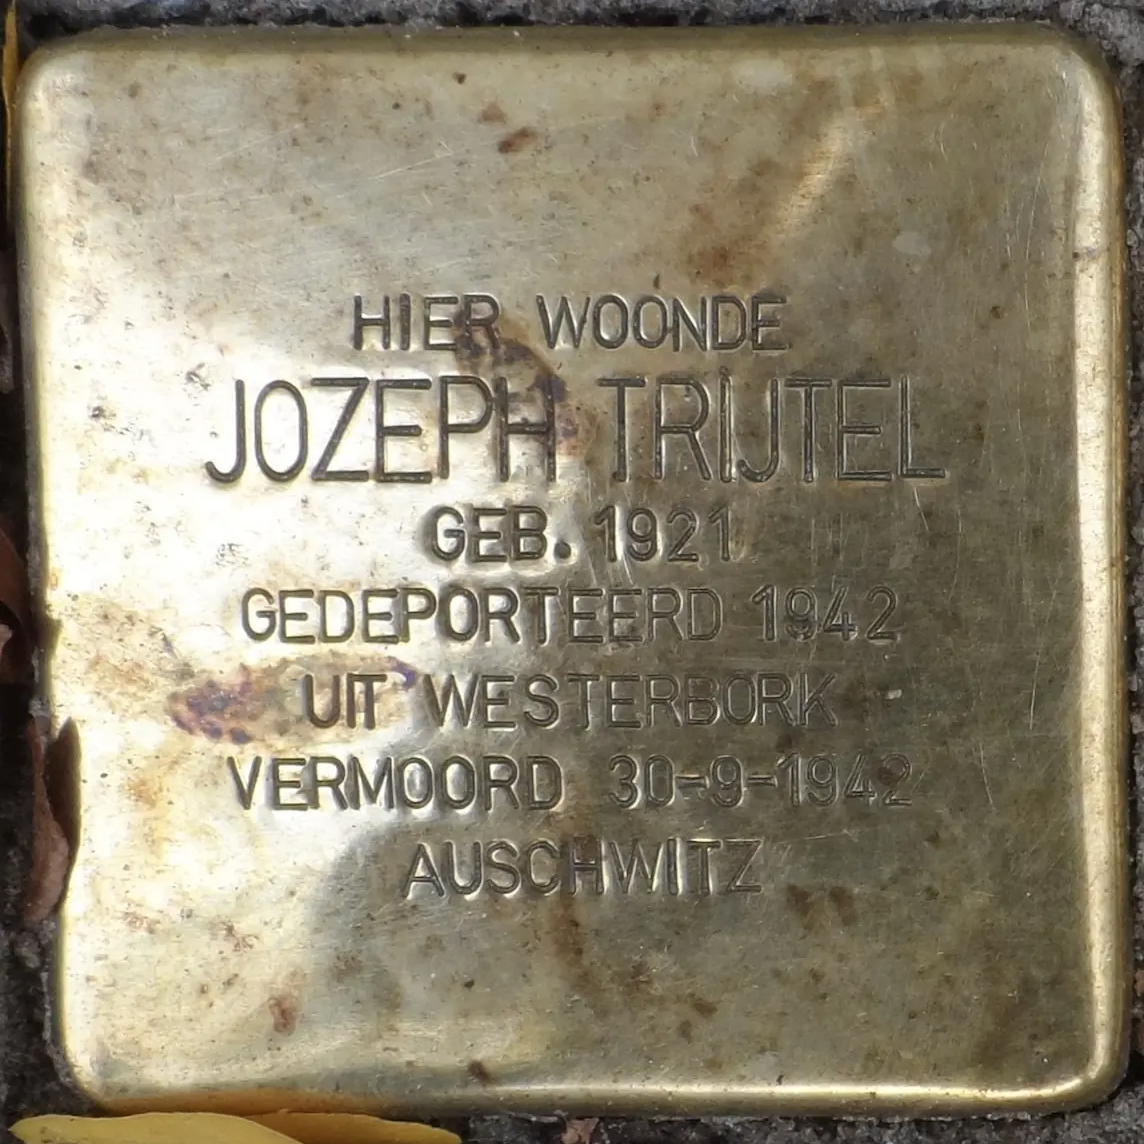 HIER WOONDE
JOZEPH TRIJTEL
GEB. 1921
GEDEPORTEERD 1942
UIT WESTERBORK
VERMOORD 30-9-1942
AUSCHWITZ